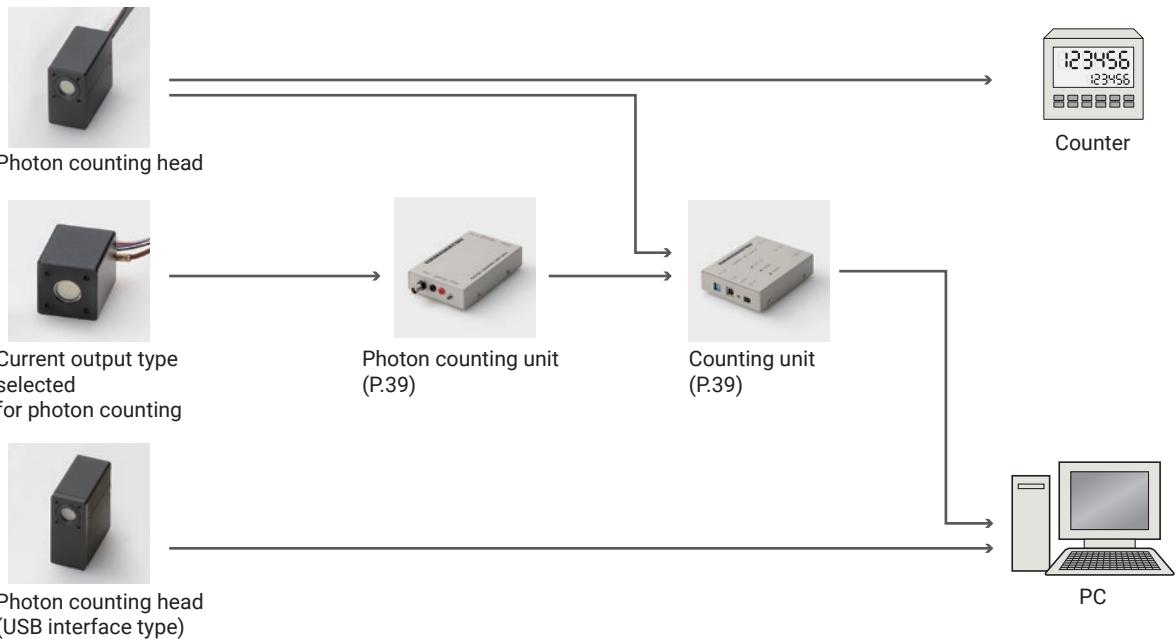 123456
123456
Counter
Photon counting head
Current output type
selected
for photon counting
Photon counting unit
(P.39)
Counting unit
(P.39)
Photon counting head
(USB interface type)
PC